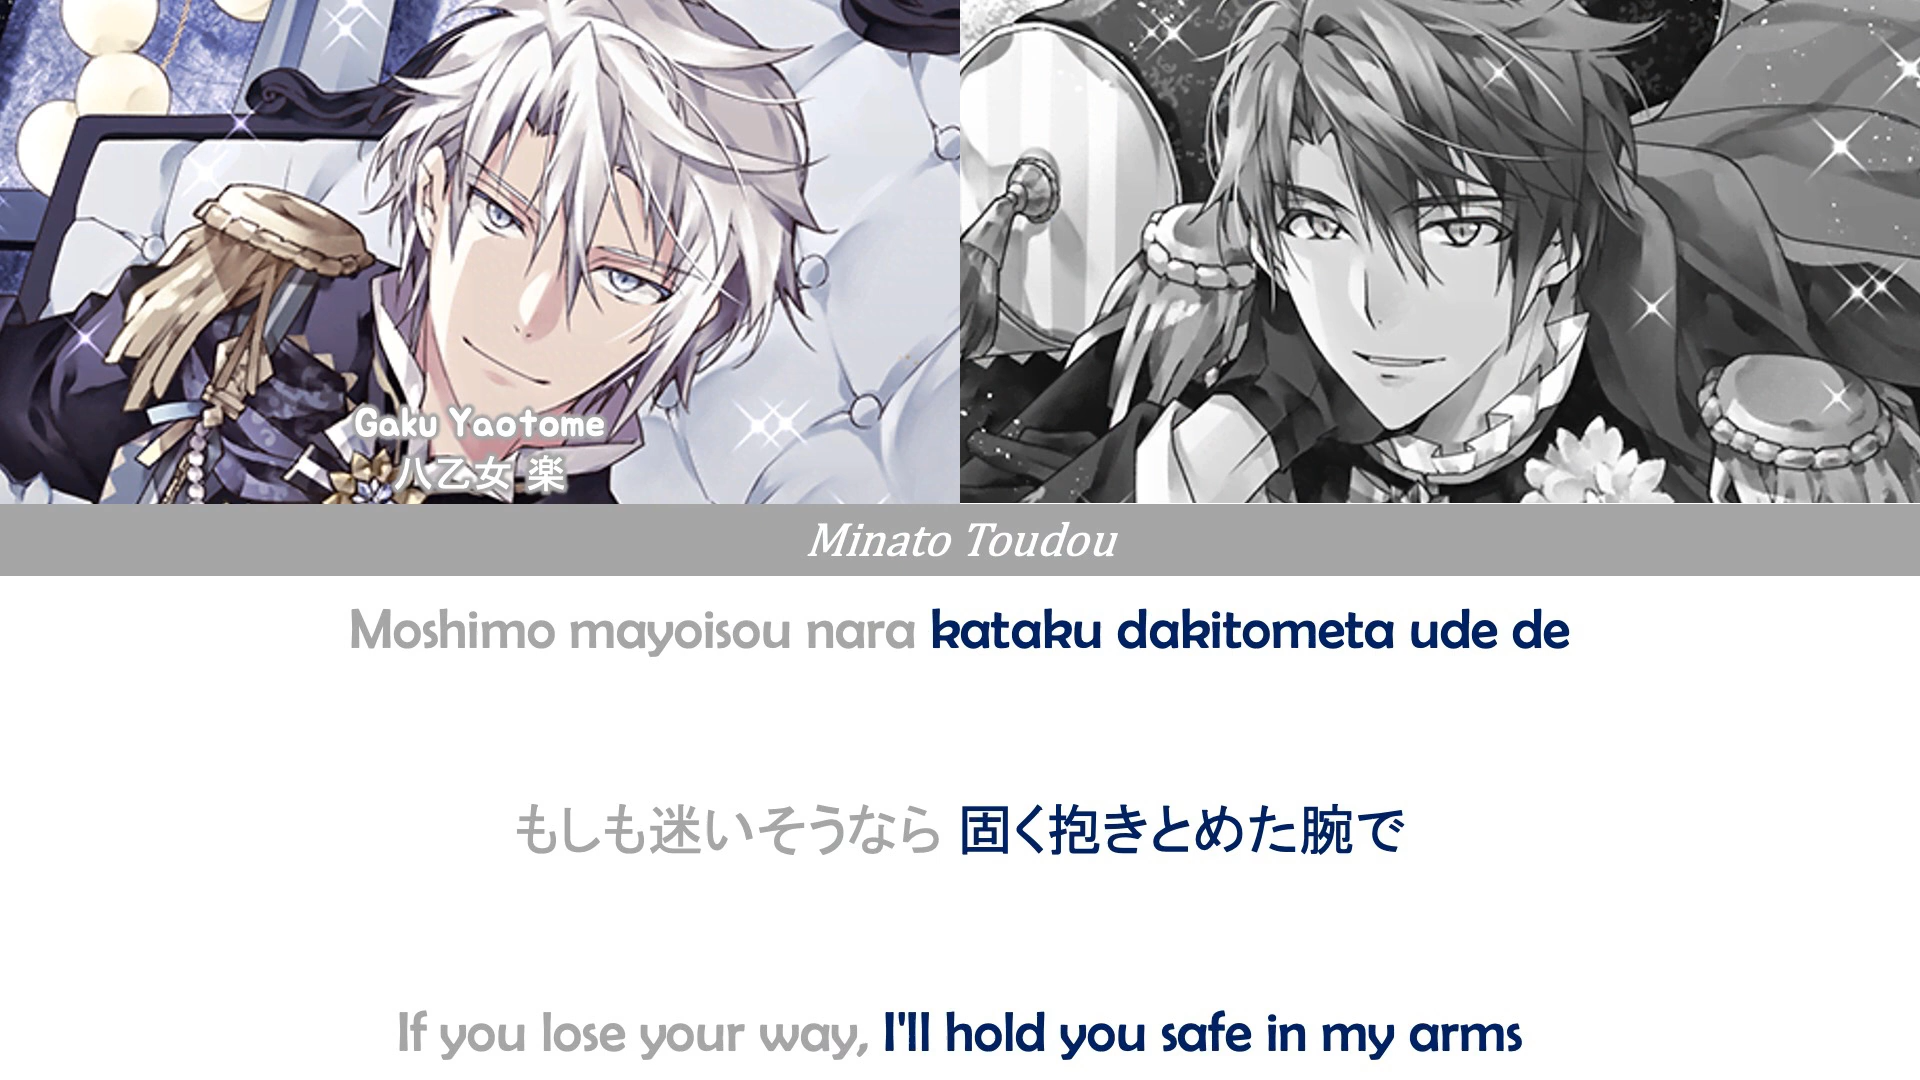 Gaku Yaotome
八乙女 楽
Minato Toudou
Moshimo mayoisou nara kataku dakitometa ude de
もしも迷いそうなら 固く抱きとめた腕で
If you lose your way, I'll hold you safe in my arms